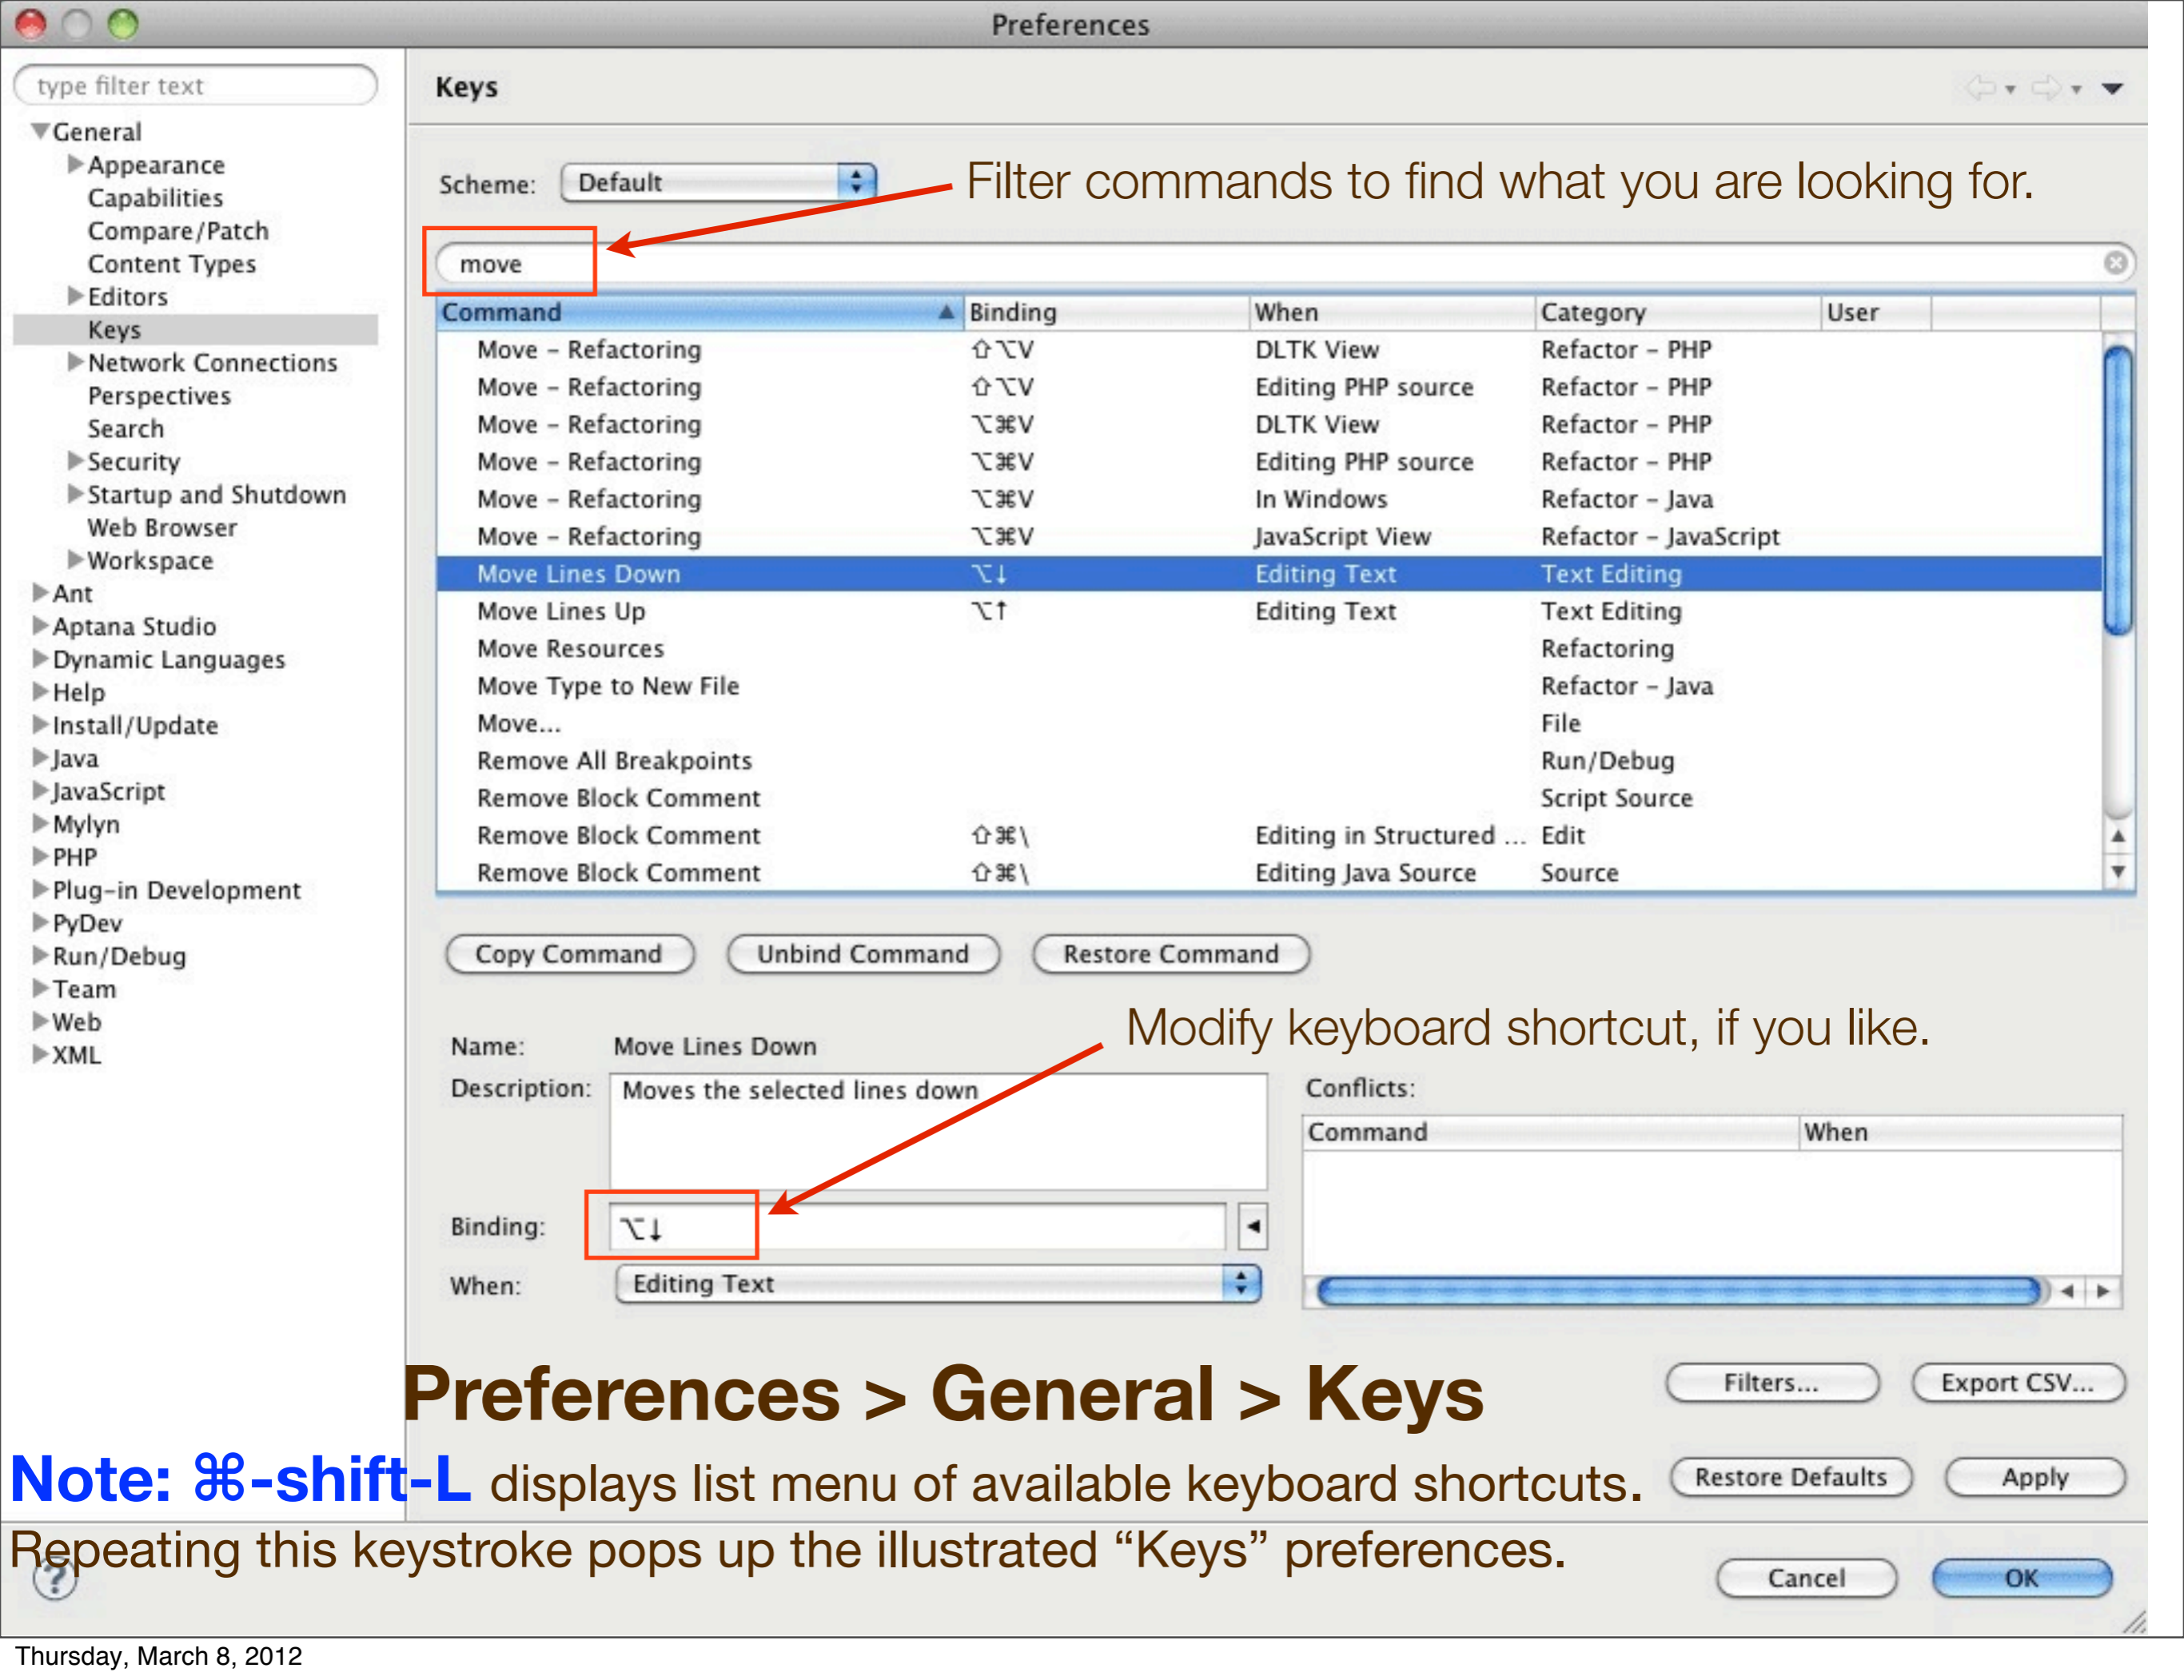 Preferences
type filter text
General
Appearance
Capabilities
Compare/Patch
Content Types
Editors
Keys
Network Connections
Perspectives
Search
Security
Startup and Shutdown
Web Browser
Workspace
Ant
Aptana Studio
Dynamic Languages
Help
Install/Update
Java
JavaScript
Mylyn
PHP
Plug-in Development
PyDev
Run/Debug
Team
Web
XML
Keys
Scheme: Default
Filter commands to find what you are looking for.
move
Command Binding When Category User
Move – Refactoring ⇧⌥V DLTK View Refactor – PHP
Move – Refactoring ⇧⌥V Editing PHP source Refactor – PHP
Move – Refactoring ⌥⌘V DLTK View Refactor – PHP
Move – Refactoring ⌥⌘V Editing PHP source Refactor – PHP
Move – Refactoring ⌥⌘V In Windows Refactor – Java
Move – Refactoring ⌥⌘V JavaScript View Refactor – JavaScript
Move Lines Down ⌥↓ Editing Text Text Editing
Move Lines Up ⌥↑ Editing Text Text Editing
Move Resources Refactoring
Move Type to New File Refactor – Java
Move... File
Remove All Breakpoints Run/Debug
Remove Block Comment Script Source
Remove Block Comment ⇧⌘\ Editing in Structured ... Edit
Remove Block Comment ⇧⌘\ Editing Java Source Source
Copy Command Unbind Command Restore Command
Modify keyboard shortcut, if you like.
Name: Move Lines Down
Description: Moves the selected lines down
Conflicts:
Command When
Binding: ⌥↓
When: Editing Text
Preferences > General > Keys
Filters... Export CSV...
Note: ⌘-shift-L displays list menu of available keyboard shortcuts.
Restore Defaults Apply
Repeating this keystroke pops up the illustrated “Keys” preferences.
?
Cancel OK
Thursday, March 8, 2012